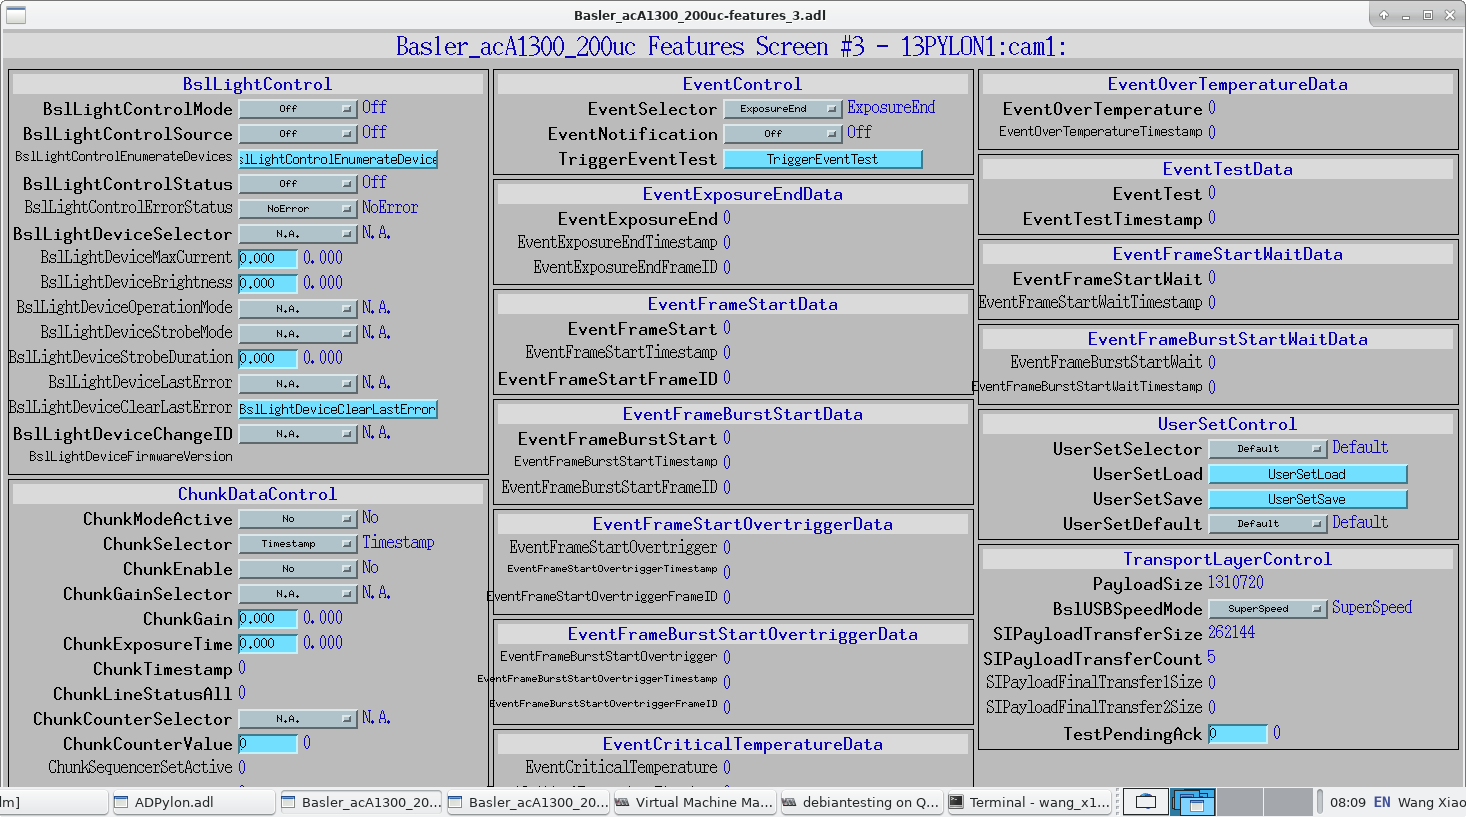 Basler_acA1300_200uc-features_3.adl
Basler_acA1300_200uc Features Screen #3 - 13PYLON1:cam1:
BslLightControl
BslLightControlMode Off Off
BslLightControlSource Off Off
BslLightControlEnumerateDevices slLightControlEnumerateDevice
BslLightControlStatus Off Off
BslLightControlErrorStatus NoError NoError
BslLightDeviceSelector N.A. N.A.
BslLightDeviceMaxCurrent 0.000 0.000
BslLightDeviceBrightness 0.000 0.000
BslLightDeviceOperationMode N.A. N.A.
BslLightDeviceStrobeMode N.A. N.A.
BslLightDeviceStrobeDuration 0.000 0.000
BslLightDeviceLastError N.A. N.A.
BslLightDeviceClearLastError BslLightDeviceClearLastError
BslLightDeviceChangeID N.A. N.A.
BslLightDeviceFirmwareVersion
ChunkDataControl
ChunkModeActive No No
ChunkSelector Timestamp Timestamp
ChunkEnable No No
ChunkGainSelector N.A. N.A.
ChunkGain 0.000 0.000
ChunkExposureTime 0.000 0.000
ChunkTimestamp 0
ChunkLineStatusAll 0
ChunkCounterSelector N.A. N.A.
ChunkCounterValue 0 0
ChunkSequencerSetActive 0
EventControl
EventSelector ExposureEnd ExposureEnd
EventNotification Off Off
TriggerEventTest TriggerEventTest
EventExposureEndData
EventExposureEnd 0
EventExposureEndTimestamp 0
EventExposureEndFrameID 0
EventFrameStartData
EventFrameStart 0
EventFrameStartTimestamp 0
EventFrameStartFrameID 0
EventFrameBurstStartData
EventFrameBurstStart 0
EventFrameBurstStartTimestamp 0
EventFrameBurstStartFrameID 0
EventFrameStartOvertriggerData
EventFrameStartOvertrigger 0
EventFrameStartOvertriggerTimestamp 0
EventFrameStartOvertriggerFrameID 0
EventFrameBurstStartOvertriggerData
EventFrameBurstStartOvertrigger 0
EventFrameBurstStartOvertriggerTimestamp 0
EventFrameBurstStartOvertriggerFrameID 0
EventCriticalTemperatureData
EventCriticalTemperature 0
EventOverTemperatureData
EventOverTemperature 0
EventOverTemperatureTimestamp 0
EventTestData
EventTest 0
EventTestTimestamp 0
EventFrameStartWaitData
EventFrameStartWait 0
EventFrameStartWaitTimestamp 0
EventFrameBurstStartWaitData
EventFrameBurstStartWait 0
EventFrameBurstStartWaitTimestamp 0
UserSetControl
UserSetSelector Default Default
UserSetLoad UserSetLoad
UserSetSave UserSetSave
UserSetDefault Default Default
TransportLayerControl
PayloadSize 1310720
BslUSBSpeedMode SuperSpeed SuperSpeed
SIPayloadTransferSize 262144
SIPayloadTransferCount 5
SIPayloadFinalTransfer1Size 0
SIPayloadFinalTransfer2Size 0
TestPendingAck 0 0
dm] ADPylon.adl Basler_acA1300_20... Basler_acA1300_20... Virtual Machine Ma... debiantesting on Q... Terminal - wang_x1... 08:09 EN Wang Xiao